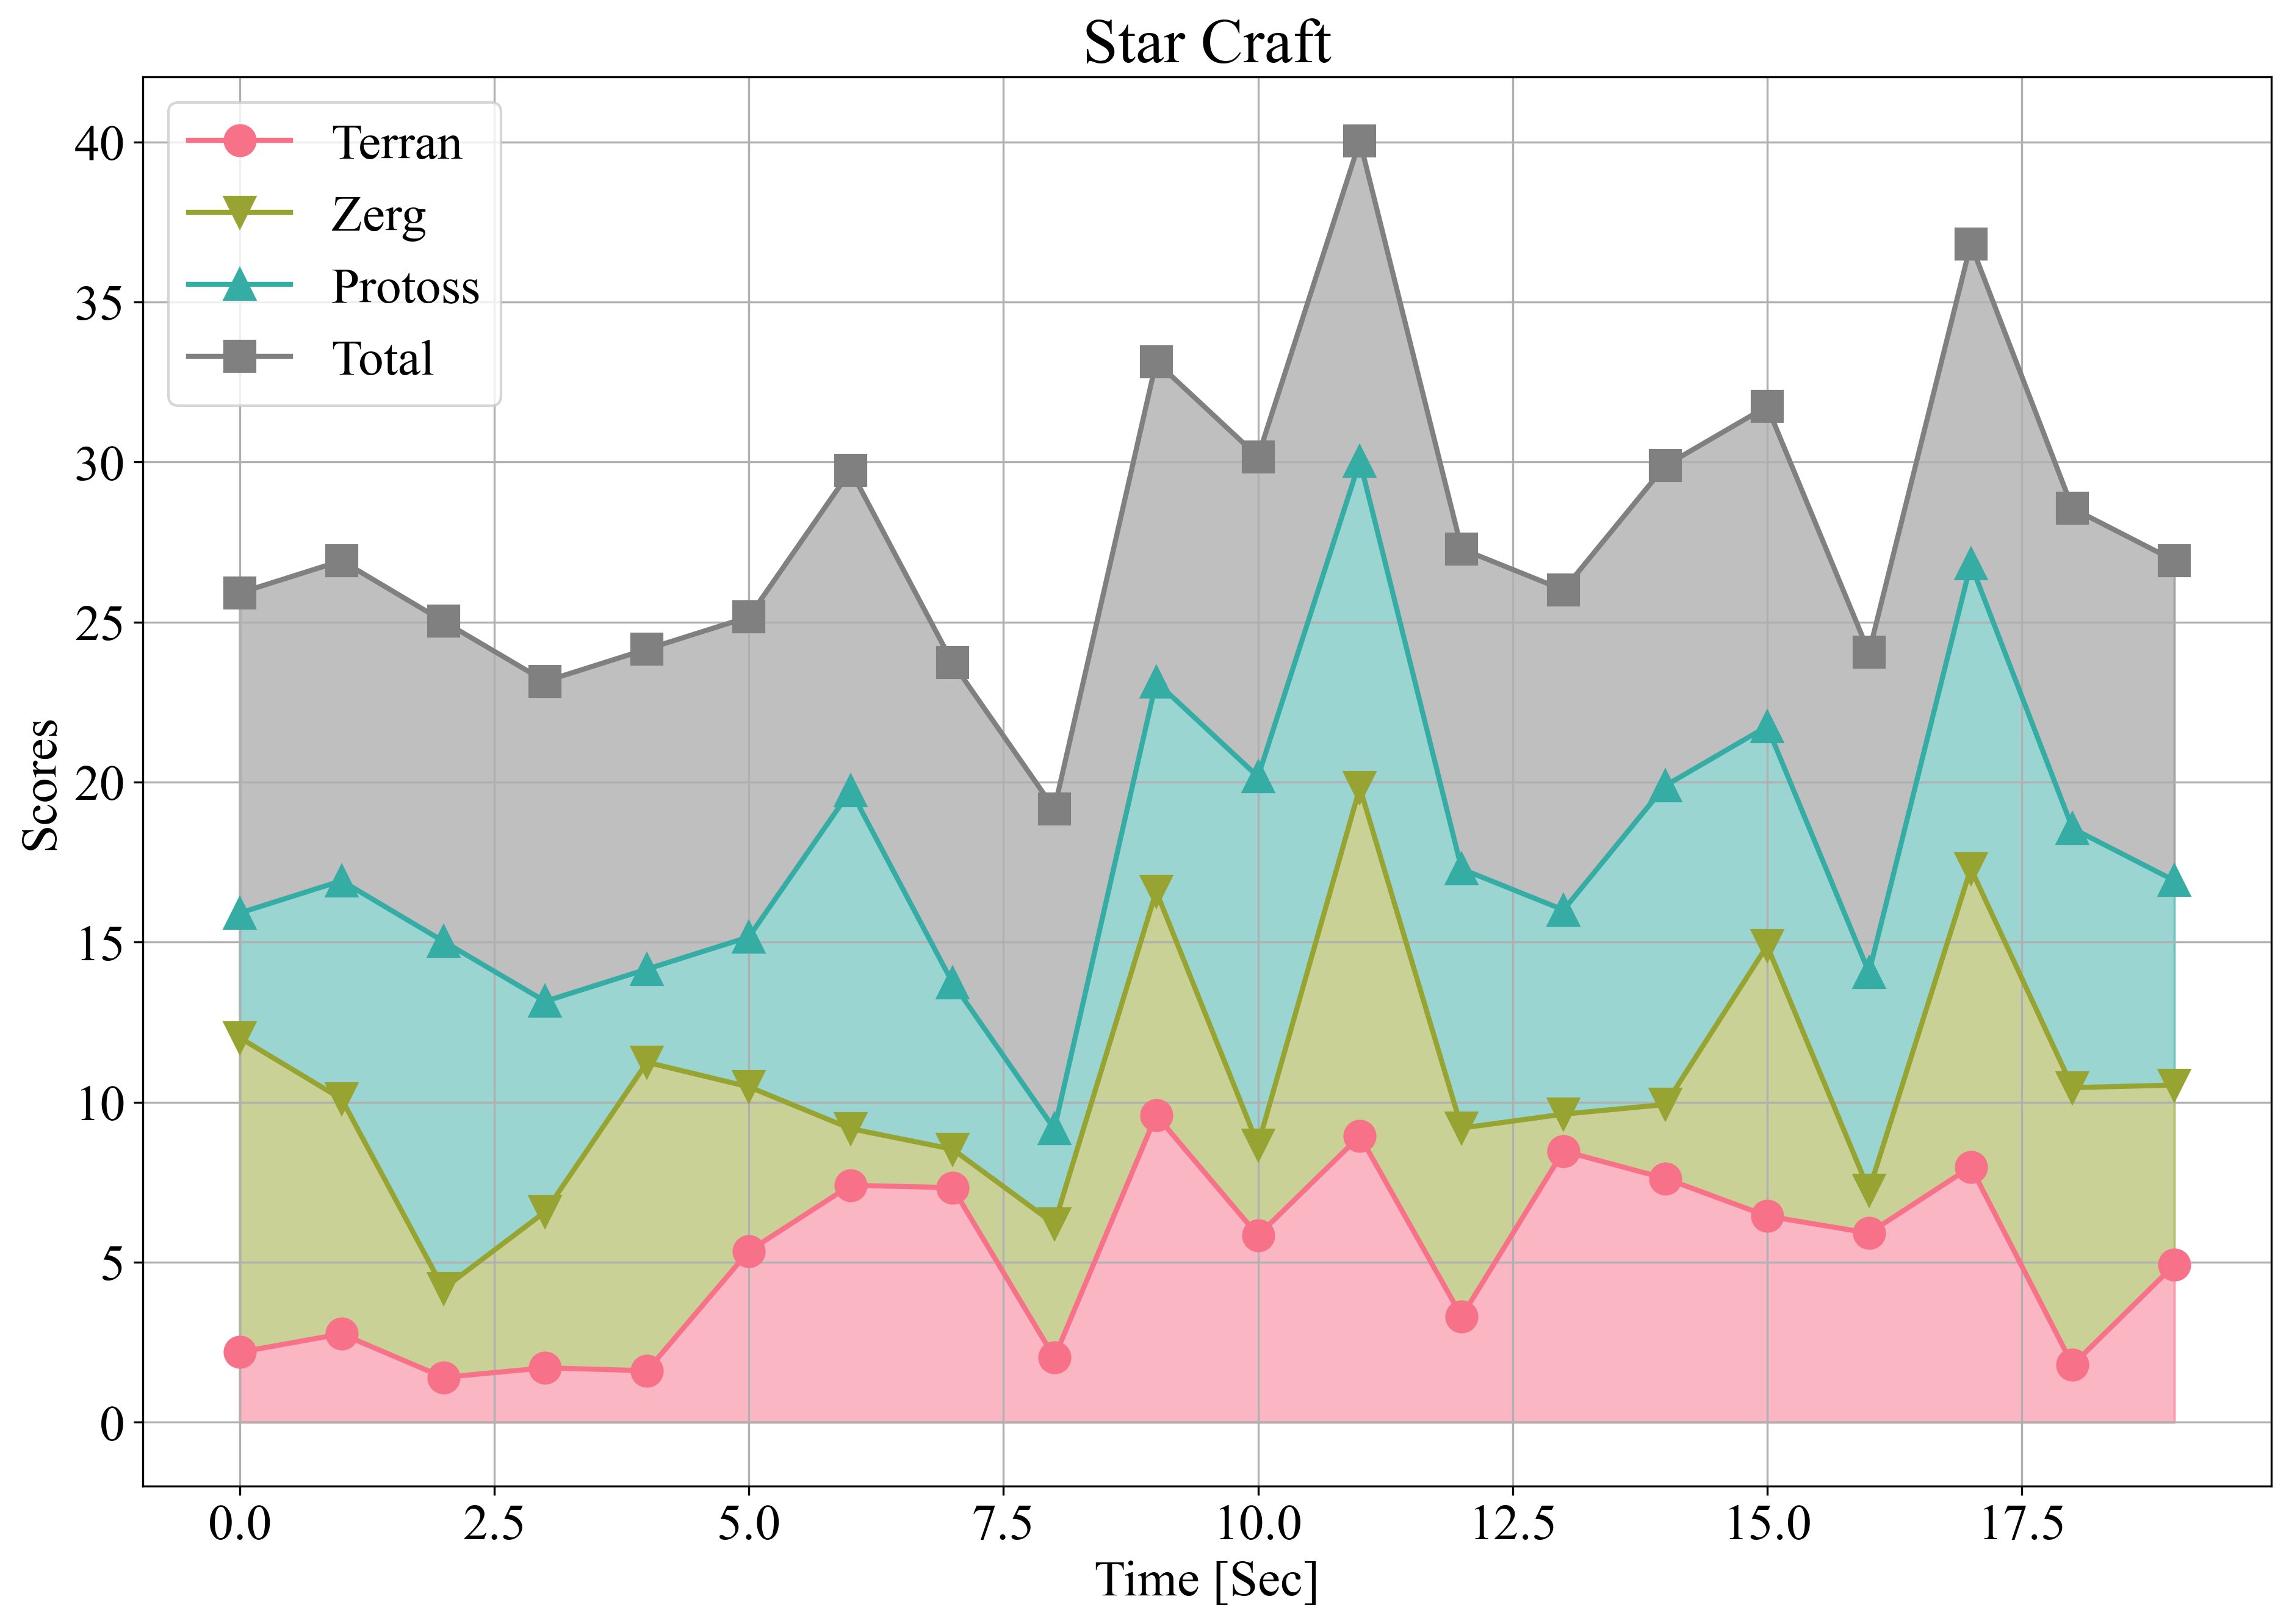 Star Craft
Terran
Zerg
Protoss
Total
40
35
30
25
20
15
10
5
0
Scores
0.0 2.5 5.0 7.5 10.0 12.5 15.0 17.5
Time [Sec]